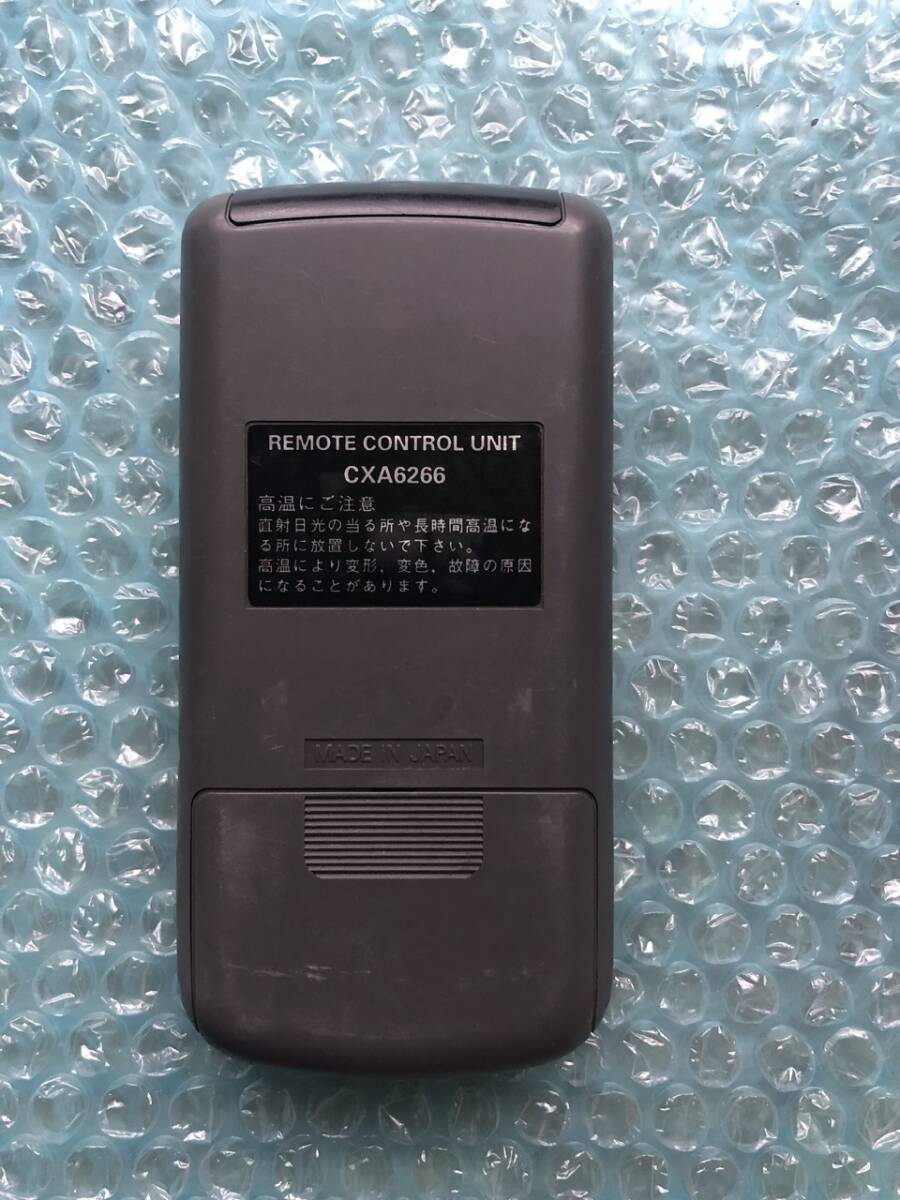 REMOTE CONTROL UNIT
CXA6266
高温にご注意
直射日光の当る所や長時間高温にな
る所に放置しないで下さい。
高温により変形，変色，故障の原因
になることがあります。
MADE IN JAPAN